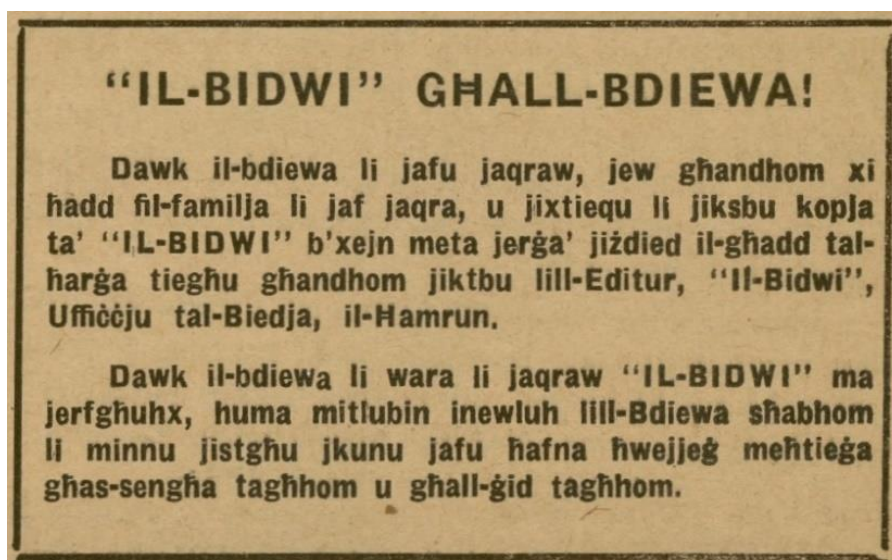 “IL-BIDWI” GĦALL-BDIEWA!
Dawk il-bdiewa li jafu jaqraw, jew għandhom xi
ħadd fil-familja li jaf jaqra, u jixtiequ li jiksbu kopja
ta’ “IL-BIDWI” b’xejn meta jerġa’ jiżdied il-għadd tal-
ħarġa tiegħu għandhom jiktbu lill-Editur, “Il-Bidwi”,
Uffiċċju tal-Biedja, il-Ħamrun.
Dawk il-bdiewa li wara li jaqraw “IL-BIDWI” ma
jerfgħuhx, huma mitlubin inewluh lill-Bdiewa sħabhom
li minnu jistgħu jkunu jafu ħafna ħwejjeġ meħtieġa
għas-sengħa tagħhom u għall-ġid tagħhom.